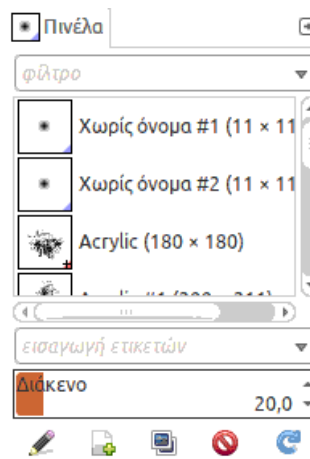 Πινέλα
φίλτρο
Χωρίς όνομα #1 (11 × 11
Χωρίς όνομα #2 (11 × 11
Acrylic (180 × 180)
εισαγωγή ετικετών
Διάκενο
20,0